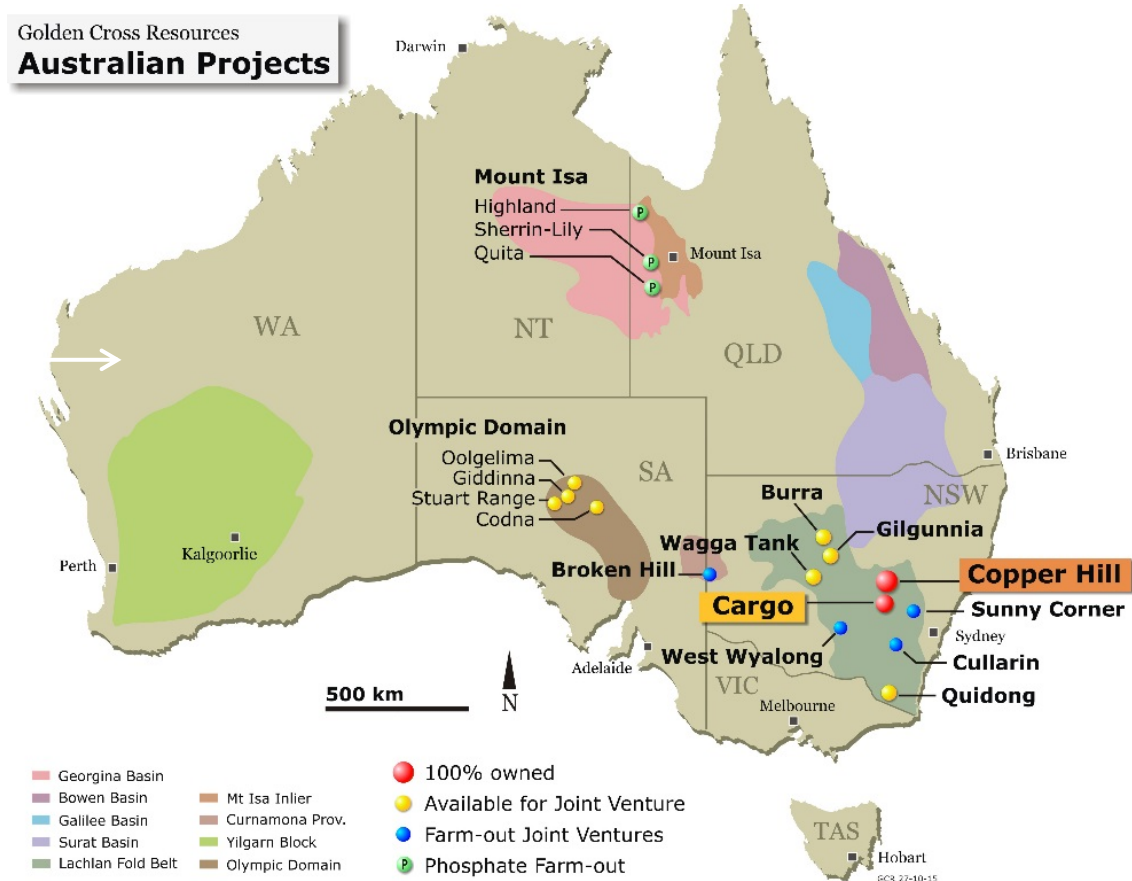 Golden Cross Resources
Australian Projects
Darwin
Mount Isa
Highland
Sherrin-Lily
Quita
P
P
P
Mount Isa
WA
NT
QLD
Olympic Domain
Oolgelima
Giddinna
Stuart Range
Codna
SA
Brisbane
NSW
Burra
Gilgunnia
Wagga Tank
Broken Hill
Copper Hill
Cargo
Sunny Corner
Sydney
West Wyalong
Cullarin
Quidong
Kalgoorlie
Perth
Adelaide
VIC
Melbourne
500 km
N
Georgina Basin
Bowen Basin
Galilee Basin
Surat Basin
Lachlan Fold Belt
Mt Isa Inlier
Curnamona Prov.
Yilgarn Block
Olympic Domain
100% owned
Available for Joint Venture
Farm-out Joint Ventures
P Phosphate Farm-out
TAS
Hobart
GCR 27-10-15